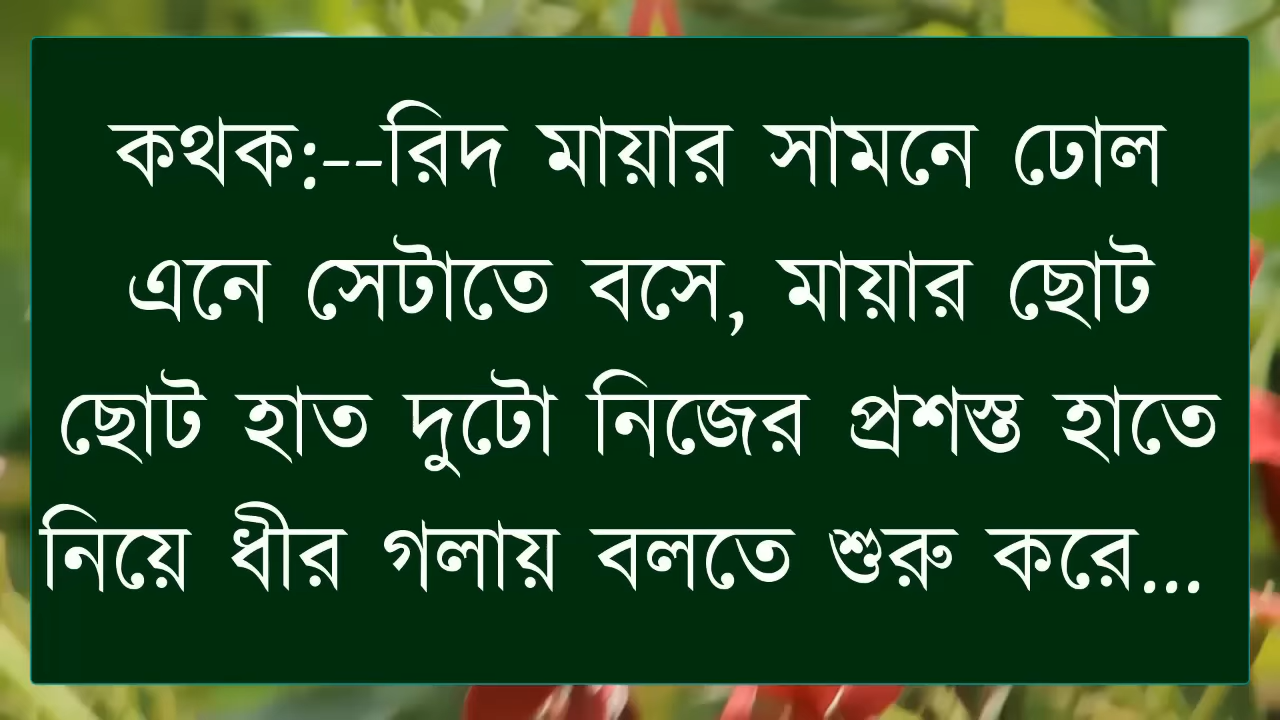 কথক:--রিদ মায়ার সামনে ঢোল
এনে সেটাতে বসে, মায়ার ছোট
ছোট হাত দুটো নিজের প্রশস্ত হাতে
নিয়ে ধীর গলায় বলতে শুরু করে...